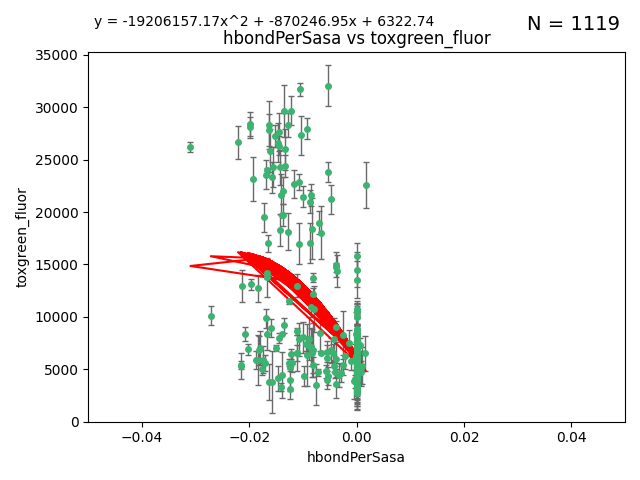 y = -19206157.17x^2 + -870246.95x + 6322.74
N = 1119
hbondPerSasa vs toxgreen_fluor
toxgreen_fluor
35000
30000
25000
20000
15000
10000
5000
0
−0.04
−0.02
0.00
0.02
0.04
hbondPerSasa